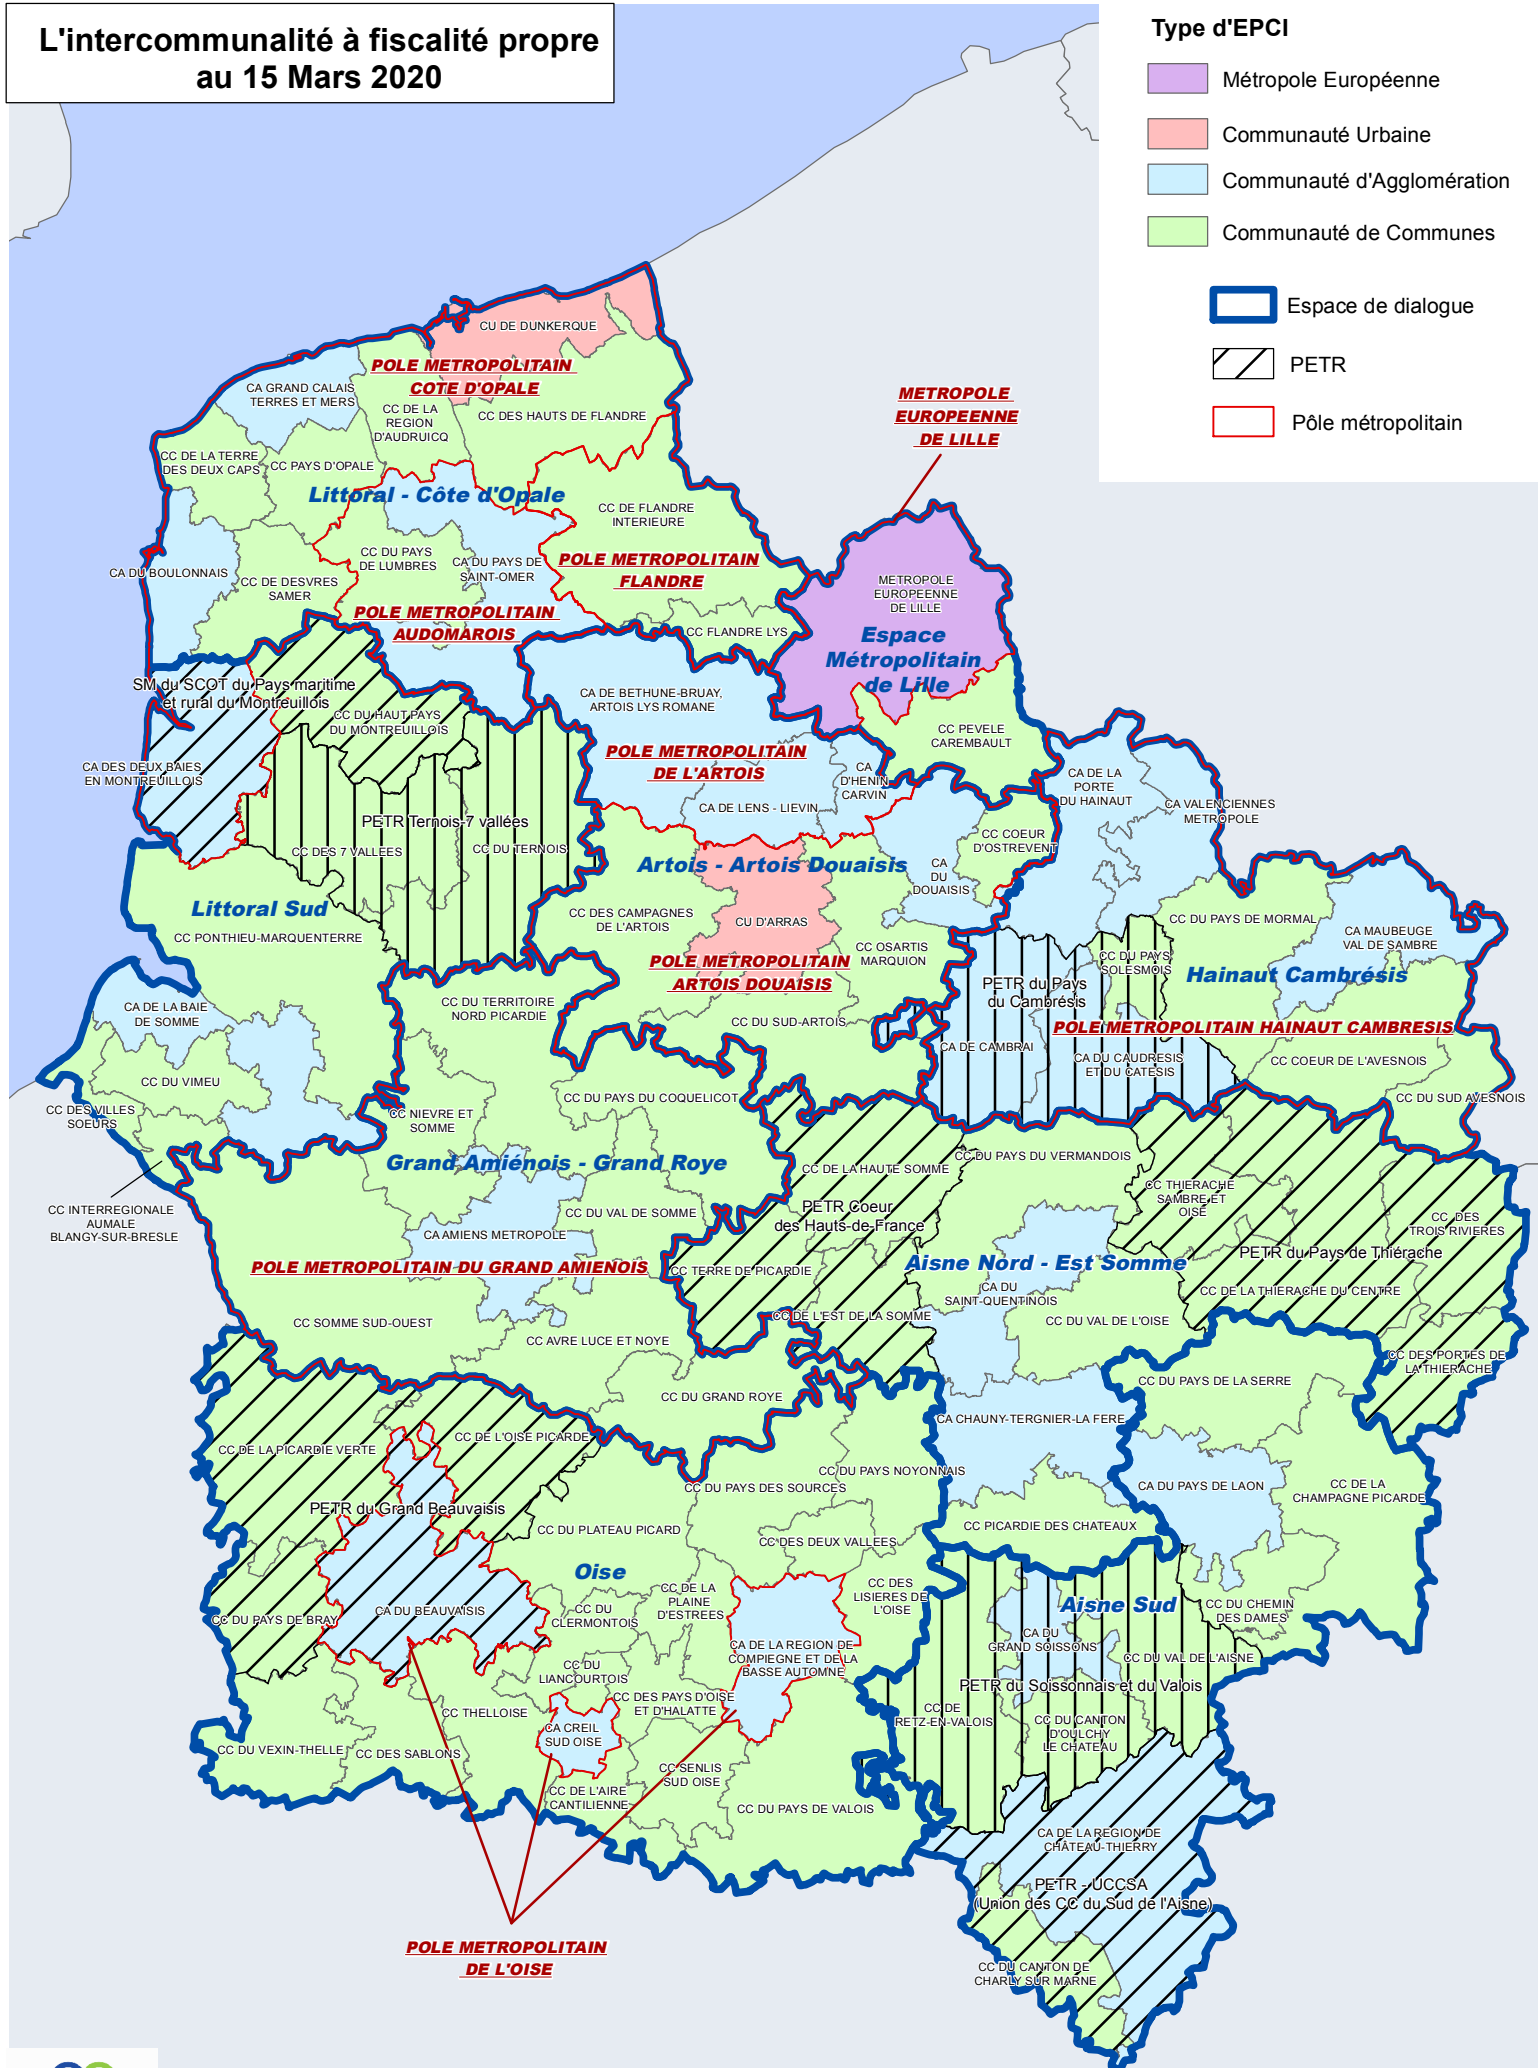 L'intercommunalité à fiscalité propre
au 15 Mars 2020
Type d'EPCI
Métropole Européenne
Communauté Urbaine
Communauté d'Agglomération
Communauté de Communes
Espace de dialogue
PETR
Pôle métropolitain
CU DE DUNKERQUE
POLE METROPOLITAIN
COTE D'OPALE
CA GRAND CALAIS
TERRES ET MERS
CC DE LA
REGION
D'AUDRUICQ
CC DES HAUTS DE FLANDRE
METROPOLE
EUROPEENNE
DE LILLE
CC DE LA TERRE
DES DEUX CAPS
CC PAYS D'OPALE
Littoral - Côte d'Opale
CC DE FLANDRE
INTERIEURE
CC DU PAYS
DE LUMBRES
CA DU PAYS DE
SAINT-OMER
POLE METROPOLITAIN
FLANDRE
CA DU BOULONNAIS
CC DE DESVRES
SAMER
METROPOLE
EUROPEENNE
DE LILLE
POLE METROPOLITAIN
AUDOMAROIS
CC FLANDRE LYS
Espace
Métropolitain
de Lille
SM du SCOT du Pays maritime
et rural du Montreuillois
CA DE BETHUNE-BRUAY,
ARTOIS LYS ROMANE
CC DU HAUT PAYS
DU MONTREUILLOIS
CC PEVELE
CAREMBAULT
POLE METROPOLITAIN
DE L'ARTOIS
CA DES DEUX BAIES
EN MONTREUILLOIS
CA
D'HENIN
CARVIN
CA DE LA
PORTE
DU HAINAUT
CA VALENCIENNES
METROPOLE
CA DE LENS - LIEVIN
PETR Ternois-7 vallées
CC DES 7 VALLEES
CC DU TERNOIS
CC COEUR
D'OSTREVENT
Artois - Artois Douaisis
CA
DU
DOUAISIS
Littoral Sud
CC PONTHIEU-MARQUENTERRE
CC DES CAMPAGNES
DE L'ARTOIS
CU D'ARRAS
CC DU PAYS DE MORMAL
CA MAUBEUGE
VAL DE SAMBRE
CC OSARTIS
MARQUION
CC DU PAYS
SOLESMOIS
POLE METROPOLITAIN
ARTOIS DOUAISIS
Hainaut Cambrésis
PETR du Pays
du Cambrésis
CA DE LA BAIE
DE SOMME
CC DU TERRITOIRE
NORD PICARDIE
CC DU SUD-ARTOIS
POLE METROPOLITAIN HAINAUT CAMBRESIS
CA DE CAMBRAI
CA DU CAUDRESIS
ET DU CATESIS
CC COEUR DE L'AVESNOIS
CC DU VIMEU
CC DES VILLES
SOEURS
CC NIEVRE ET
SOMME
CC DU PAYS DU COQUELICOT
CC DU SUD AVESNOIS
Grand Amiénois - Grand Roye
CC DE LA HAUTE SOMME
CC DU PAYS DU VERMANDOIS
CC THIERACHE
SAMBRE ET
OISE
CC INTERREGIONALE
AUMALE
BLANGY-SUR-BRESLE
CC DU VAL DE SOMME
PETR Coeur
des Hauts-de-France
CC DES
TROIS RIVIERES
CA AMIENS METROPOLE
PETR du Pays de Thiérache
POLE METROPOLITAIN DU GRAND AMIENOIS
CC TERRE DE PICARDIE
Aisne Nord - Est Somme
CA DU
SAINT-QUENTINOIS
CC DE LA THIERACHE DU CENTRE
CC SOMME SUD-OUEST
CC DE L'EST DE LA SOMME
CC DU VAL DE L'OISE
CC AVRE LUCE ET NOYE
CC DES PORTES DE
LA THIERACHE
CC DU PAYS DE LA SERRE
CC DU GRAND ROYE
CA CHAUNY-TERGNIER-LA FERE
CC DE LA PICARDIE VERTE
CC DE L'OISE PICARDE
CC DU PAYS NOYONNAIS
CC DU PAYS DES SOURCES
CA DU PAYS DE LAON
CC DE LA
CHAMPAGNE PICARDE
PETR du Grand Beauvaisis
CC DU PLATEAU PICARD
CC PICARDIE DES CHATEAUX
CC DES DEUX VALLEES
Oise
CC DE LA
PLAINE
D'ESTREES
CC DES
LISIERES DE
L'OISE
CC DU PAYS DE BRAY
CA DU BEAUVAISIS
CC DU
CLERMONTOIS
Aisne Sud
CC DU CHEMIN
DES DAMES
CA DU
GRAND SOISSONS
CA DE LA REGION DE
COMPIEGNE ET DE LA
BASSE AUTOMNE
CC DU VAL DE L'AISNE
CC DU
LIANCOURTOIS
PETR du Soissonnais et du Valois
CC DES PAYS D'OISE
ET D'HALATTE
CC THELLOISE
CC DE
RETZ-EN-VALOIS
CC DU CANTON
D'OULCHY
LE CHATEAU
CA CREIL
SUD OISE
CC DU VEXIN-THELLE
CC DES SABLONS
CC SENLIS
SUD OISE
CC DE L'AIRE
CANTILIENNE
CC DU PAYS DE VALOIS
CA DE LA REGION DE
CHÂTEAU-THIERRY
PETR - UCCSA
(Union des CC du Sud de l'Aisne)
POLE METROPOLITAIN
DE L'OISE
CC DU CANTON DE
CHARLY SUR MARNE